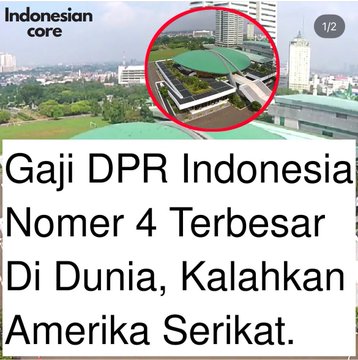 Indonesian
core
1/2
Gaji DPR Indonesia
Nomer 4 Terbesar
Di Dunia, Kalahkan
Amerika Serikat.